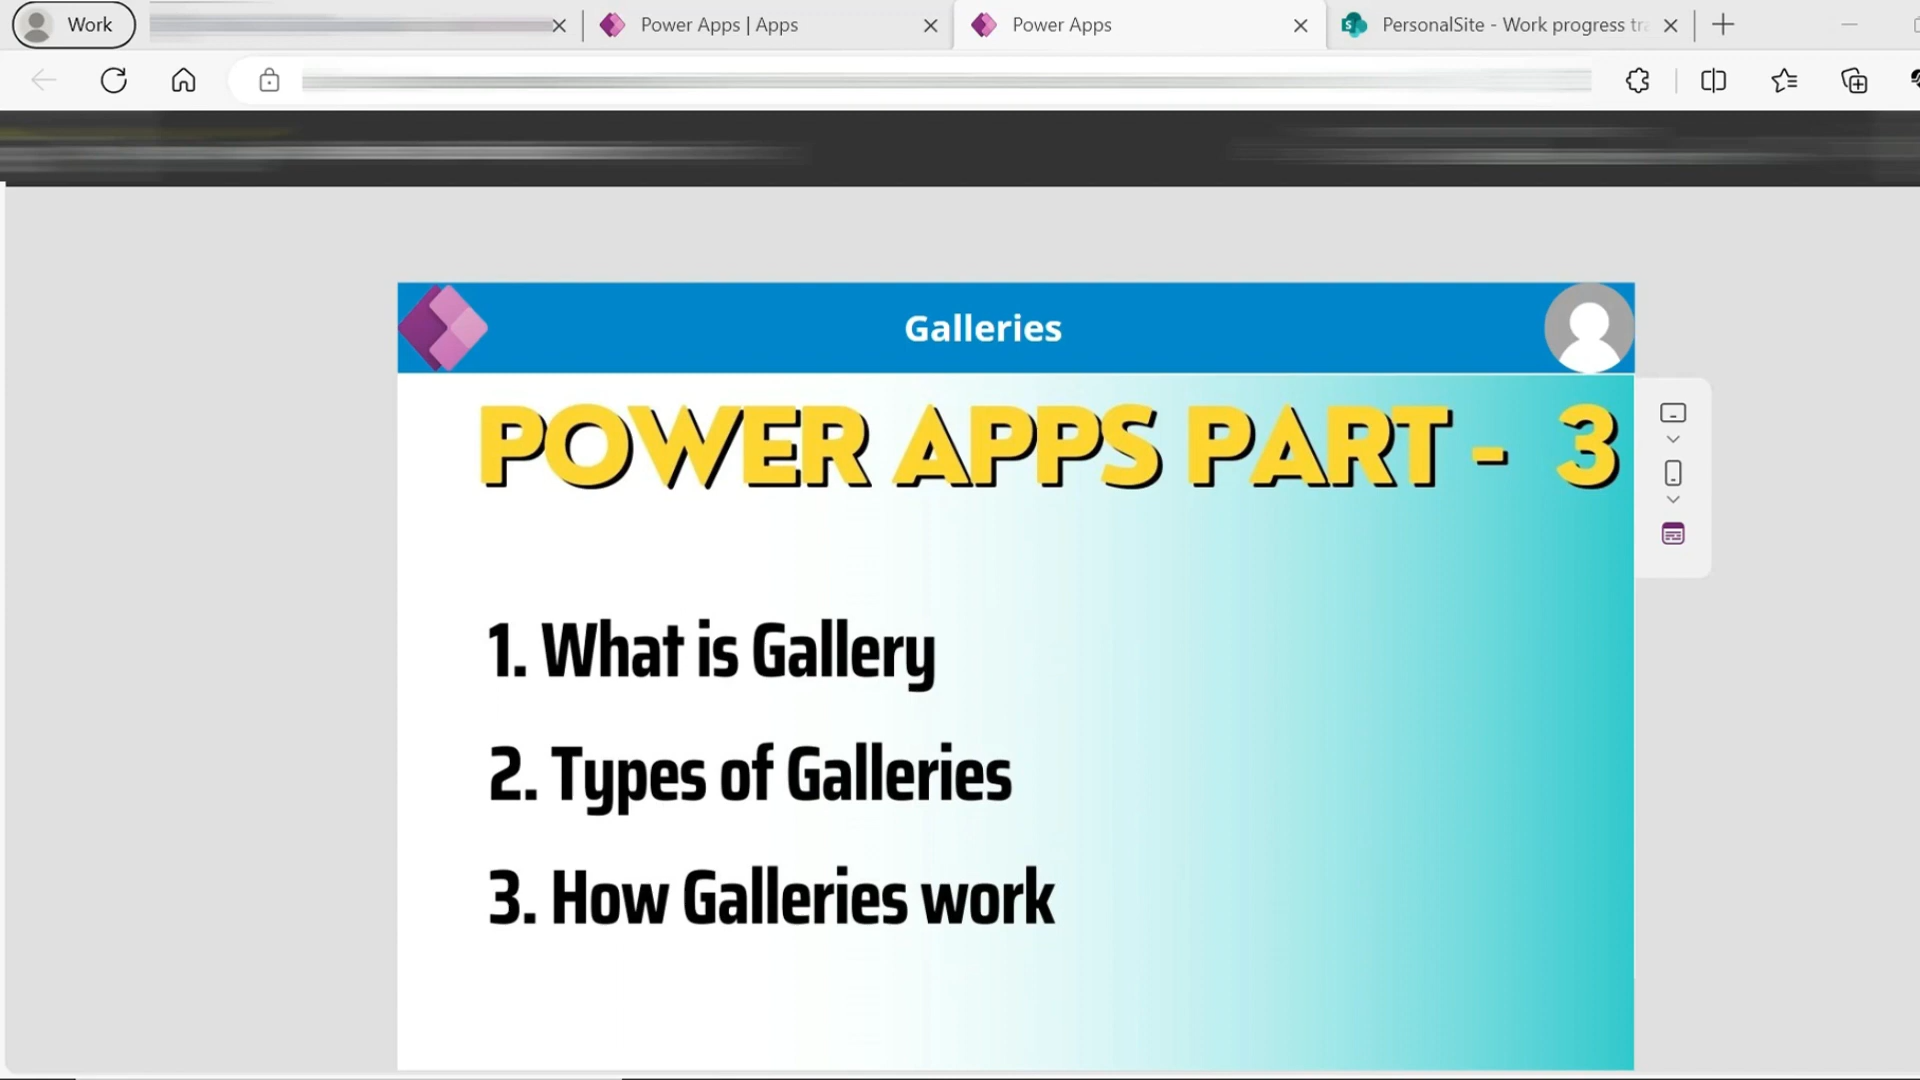 Work
Power Apps | Apps
Power Apps
PersonalSite - Work progress tra
Galleries
POWER APPS PART - 3
1. What is Gallery
2. Types of Galleries
3. How Galleries work